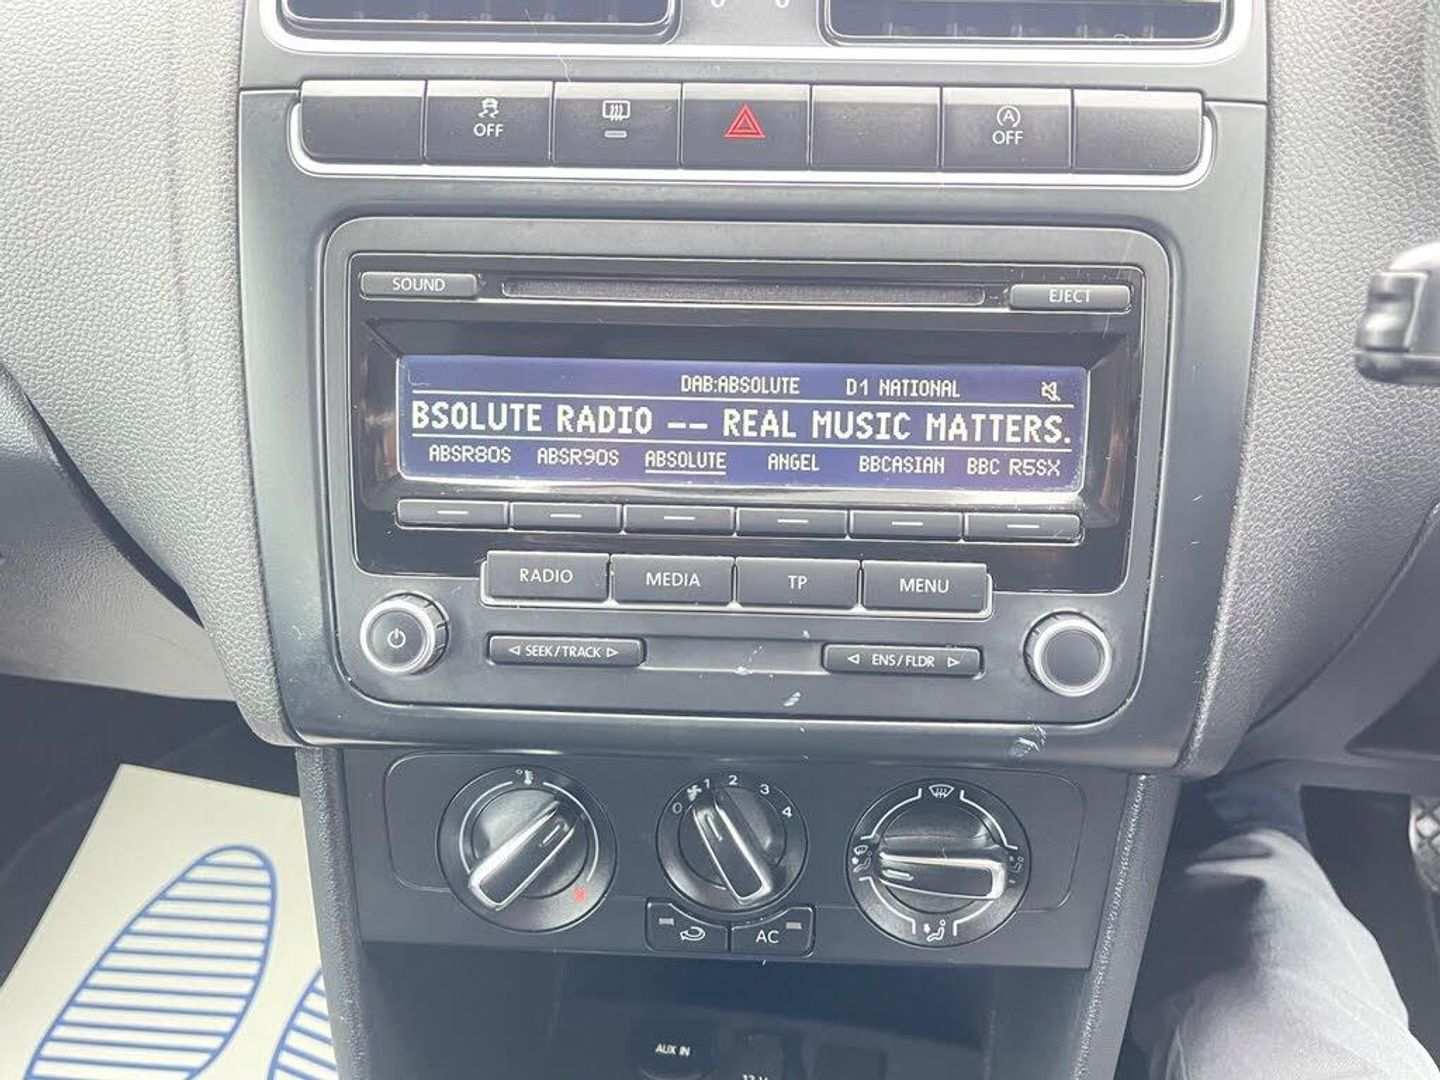 OFF
A
OFF
SOUND
EJECT
DAB:ABSOLUTE D1 NATIONAL
BSOLUTE RADIO -- REAL MUSIC MATTERS.
ABSR80S ABSR90S ABSOLUTE ANGEL BBCASIAN BBC R5SX
RADIO MEDIA TP MENU
SEEK/TRACK
ENS/FLDR
0 1 2 3 4
AC
AUX IN
12 V